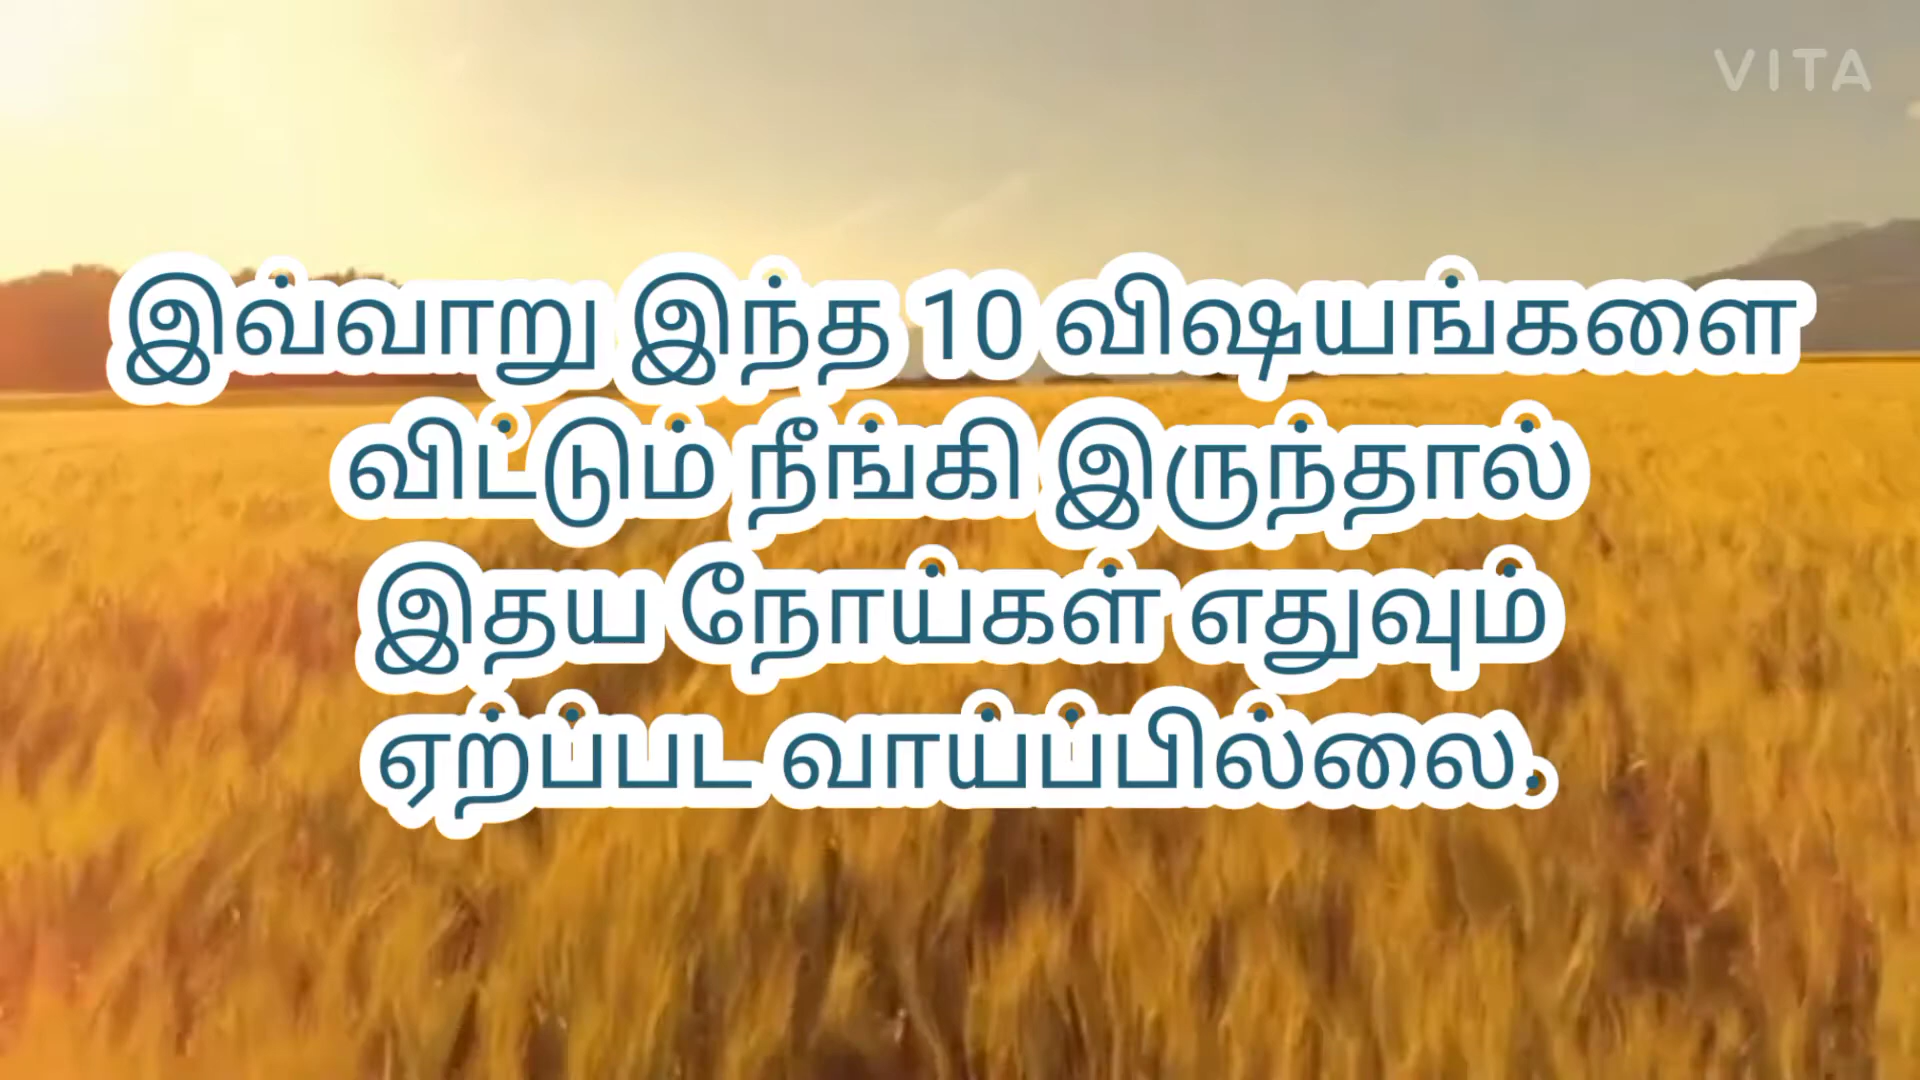 VITA
இவ்வாறு இந்த 10 விஷயங்களை
விட்டும் நீங்கி இருந்தால்
இதய நோய்கள் எதுவும்
ஏற்ப்பட வாய்ப்பில்லை.